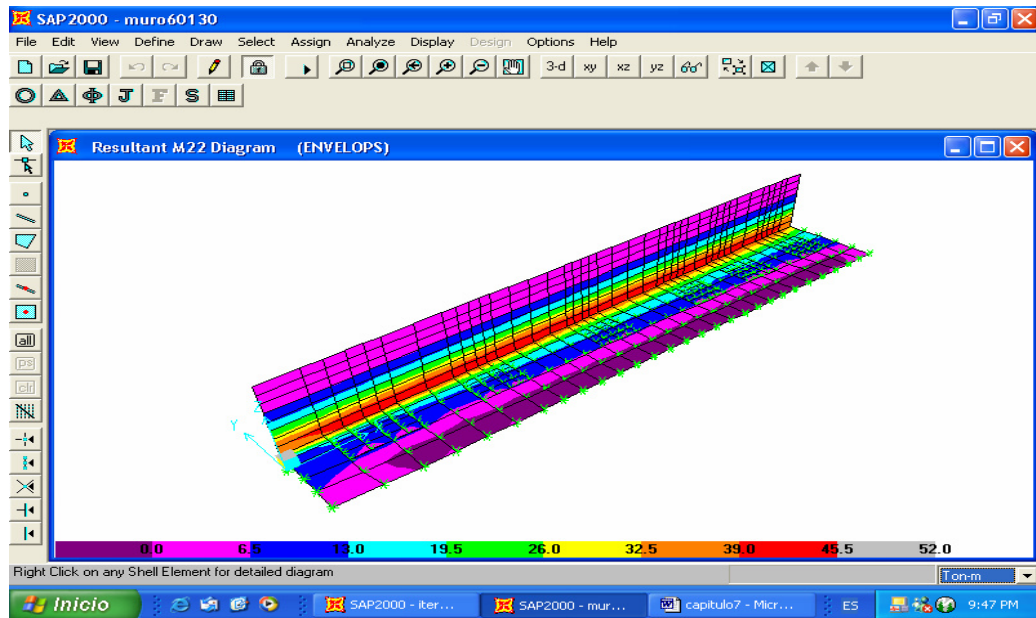 SAP2000 - muro60130
File Edit View Define Draw Select Assign Analyze Display Design Options Help
3-d xy xz yz
J F S
Resultant M22 Diagram (ENVELOPS)
all
ps
clr
Y
0.0 6.5 13.0 19.5 26.0 32.5 39.0 45.5 52.0
Right Click on any Shell Element for detailed diagram
Ton-m
Inicio SAP2000 - iter... SAP2000 - mur... capitulo7 - Micr... ES 9:47 PM